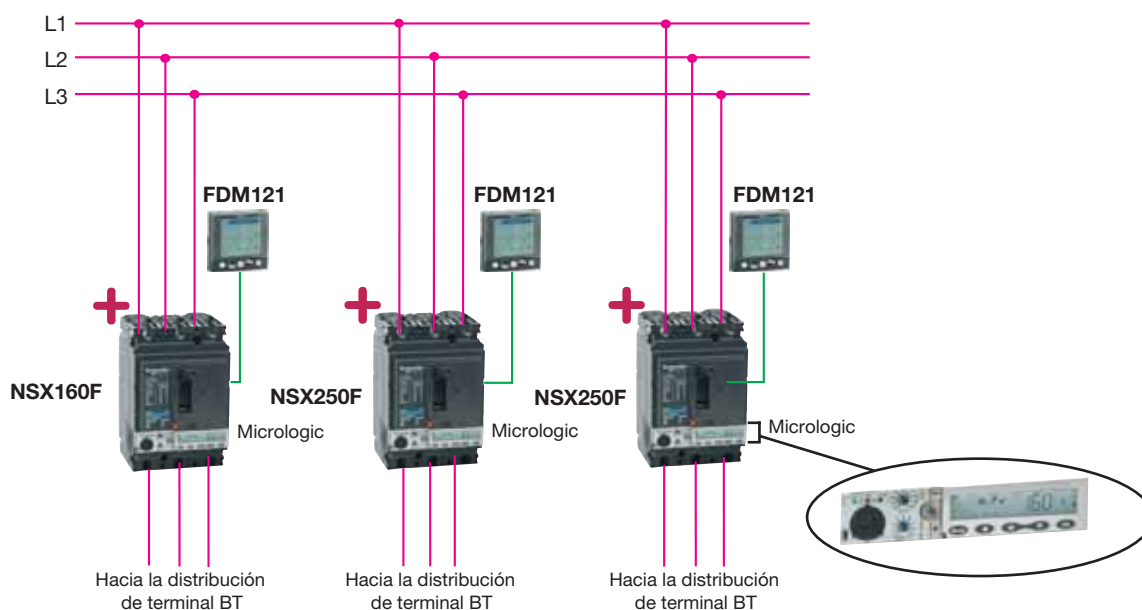 L1
L2
L3
FDM121
FDM121
FDM121
NSX160F
NSX250F
NSX250F
Micrologic
Micrologic
Micrologic
160
Hacia la distribución
de terminal BT
Hacia la distribución
de terminal BT
Hacia la distribución
de terminal BT